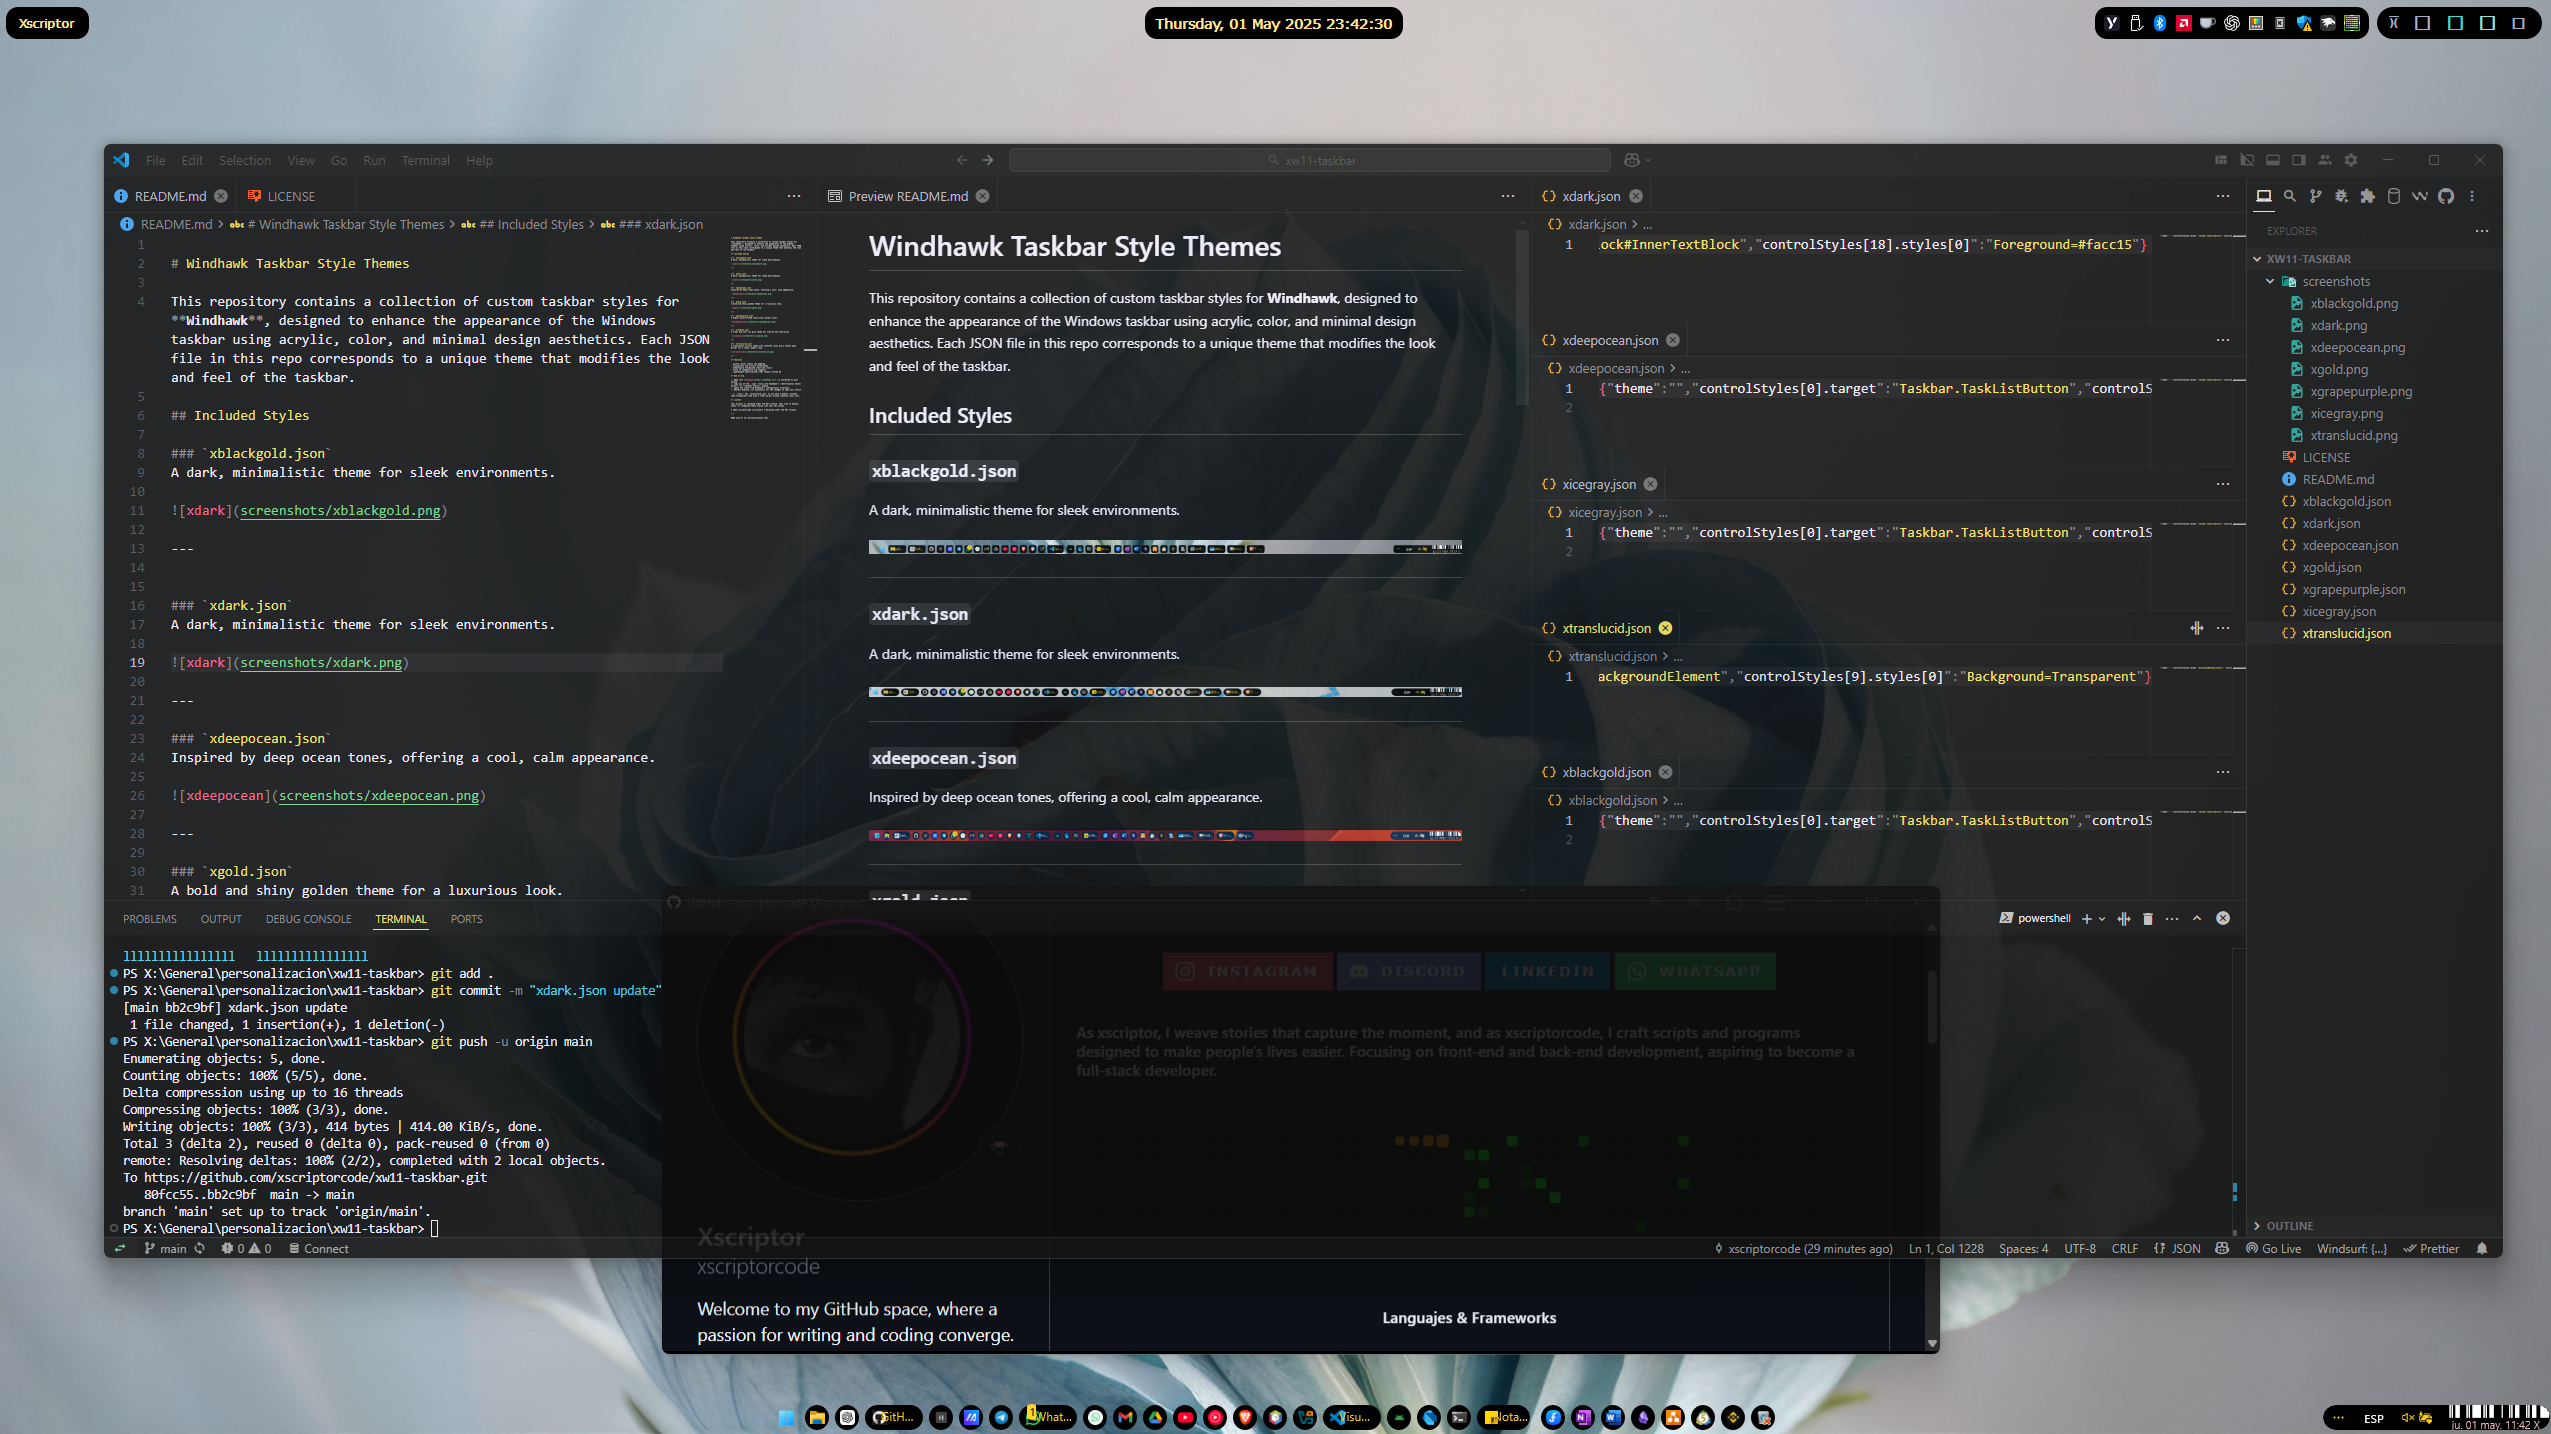 Xscriptor
Thursday, 01 May 2025 23:42:30
File Edit Selection View Go Run Terminal Help
xw11-taskbar
README.md
LICENSE
README.md > # Windhawk Taskbar Style Themes > ## Included Styles > ### xdark.json
1
2 # Windhawk Taskbar Style Themes
3
4 This repository contains a collection of custom taskbar styles for
**Windhawk**, designed to enhance the appearance of the Windows
taskbar using acrylic, color, and minimal design aesthetics. Each JSON
file in this repo corresponds to a unique theme that modifies the look
and feel of the taskbar.
5
6 ## Included Styles
7
8 ### `xblackgold.json`
9 A dark, minimalistic theme for sleek environments.
10
11 ![xdark](screenshots/xblackgold.png)
12
13 ---
14
15
16 ### `xdark.json`
17 A dark, minimalistic theme for sleek environments.
18
19 ![xdark](screenshots/xdark.png)
20
21 ---
22
23 ### `xdeepocean.json`
24 Inspired by deep ocean tones, offering a cool, calm appearance.
25
26 ![xdeepocean](screenshots/xdeepocean.png)
27
28 ---
29
30 ### `xgold.json`
31 A bold and shiny golden theme for a luxurious look.
Preview README.md
Windhawk Taskbar Style Themes
This repository contains a collection of custom taskbar styles for Windhawk, designed to
enhance the appearance of the Windows taskbar using acrylic, color, and minimal design
aesthetics. Each JSON file in this repo corresponds to a unique theme that modifies the look
and feel of the taskbar.
Included Styles
xblackgold.json
A dark, minimalistic theme for sleek environments.
xdark.json
A dark, minimalistic theme for sleek environments.
xdeepocean.json
Inspired by deep ocean tones, offering a cool, calm appearance.
xgold.json
xdark.json
xdark.json > ...
1 ock#InnerTextBlock","controlStyles[18].styles[0]":"Foreground=#facc15"}
xdeepocean.json
xdeepocean.json > ...
1 {"theme":"","controlStyles[0].target":"Taskbar.TaskListButton","controlS
2
xicegray.json
xicegray.json > ...
1 {"theme":"","controlStyles[0].target":"Taskbar.TaskListButton","controlS
2
xtranslucid.json
xtranslucid.json > ...
1 ackgroundElement","controlStyles[9].styles[0]":"Background=Transparent"}
xblackgold.json
xblackgold.json > ...
1 {"theme":"","controlStyles[0].target":"Taskbar.TaskListButton","controlS
2
EXPLORER
XW11-TASKBAR
screenshots
xblackgold.png
xdark.png
xdeepocean.png
xgold.png
xgrapepurple.png
xicegray.png
xtranslucid.png
LICENSE
README.md
xblackgold.json
xdark.json
xdeepocean.json
xgold.json
xgrapepurple.json
xicegray.json
xtranslucid.json
OUTLINE
PROBLEMS OUTPUT DEBUG CONSOLE TERMINAL PORTS
powershell
llllllllllllllll   llllllllllllllll
PS X:\General\personalizacion\xw11-taskbar> git add .
PS X:\General\personalizacion\xw11-taskbar> git commit -m "xdark.json update"
[main bb2c9bf] xdark.json update
1 file changed, 1 insertion(+), 1 deletion(-)
PS X:\General\personalizacion\xw11-taskbar> git push -u origin main
Enumerating objects: 5, done.
Counting objects: 100% (5/5), done.
Delta compression using up to 16 threads
Compressing objects: 100% (3/3), done.
Writing objects: 100% (3/3), 414 bytes | 414.00 KiB/s, done.
Total 3 (delta 2), reused 0 (delta 0), pack-reused 0 (from 0)
remote: Resolving deltas: 100% (2/2), completed with 2 local objects.
To https://github.com/xscriptorcode/xw11-taskbar.git
80fcc55..bb2c9bf main -> main
branch 'main' set up to track 'origin/main'.
PS X:\General\personalizacion\xw11-taskbar>
main 0 0 Connect
xscriptorcode (29 minutes ago) Ln 1, Col 1228 Spaces: 4 UTF-8 CRLF JSON Go Live Windsurf: {...} Prettier
GitHub - xscriptorcode (Xscriptor)
INSTAGRAM DISCORD LINKEDIN WHATSAPP
As xscriptor, I weave stories that capture the moment, and as xscriptorcode, I craft scripts and programs
designed to make people's lives easier. Focusing on front-end and back-end development, aspiring to become a
full-stack developer.
Xscriptor
xscriptorcode
Welcome to my GitHub space, where a
passion for writing and coding converge.
Languajes & Frameworks
GitH...
1
What...
Visu...
Nota...
ESP
ju. 01 may. 11:42 X